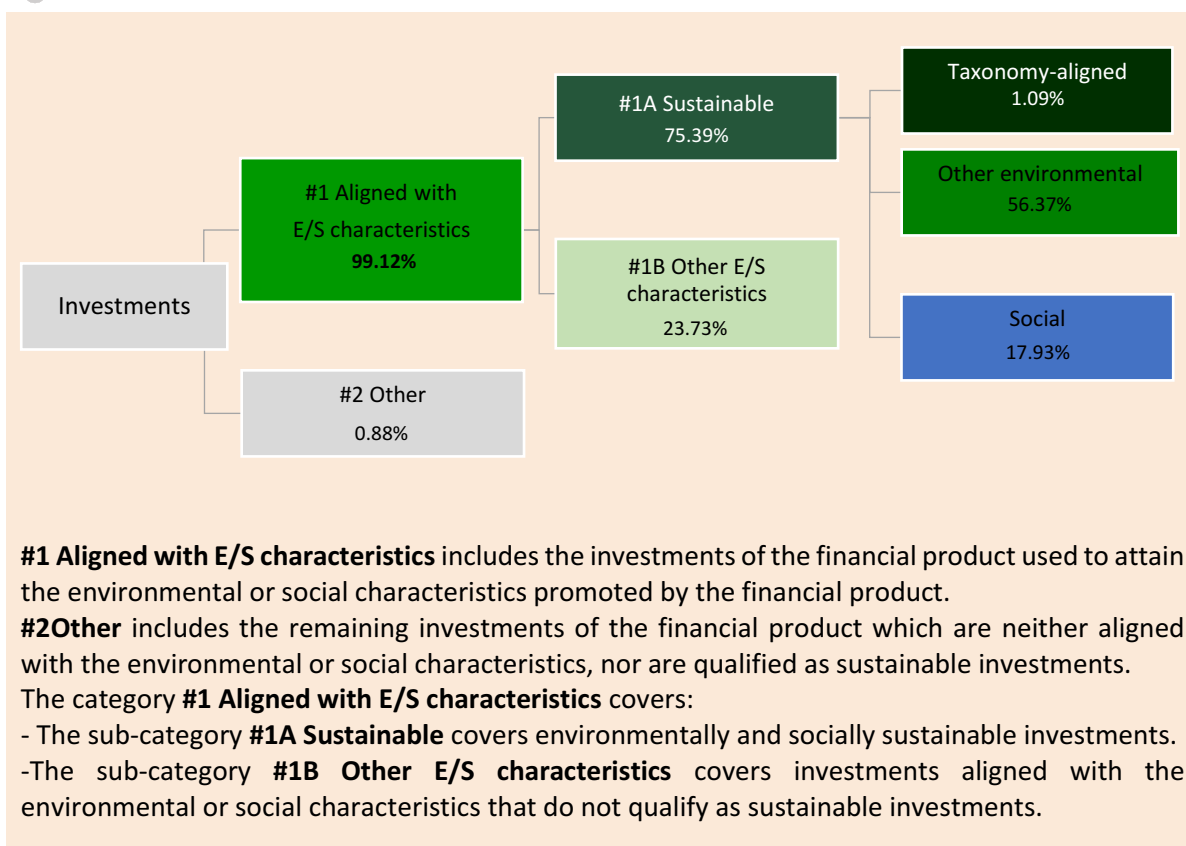 Investments
#1 Aligned with
E/S characteristics
99.12%
#2 Other
0.88%
#1A Sustainable
75.39%
#1B Other E/S
characteristics
23.73%
Taxonomy-aligned
1.09%
Other environmental
56.37%
Social
17.93%
#1 Aligned with E/S characteristics includes the investments of the financial product used to attain
the environmental or social characteristics promoted by the financial product.
#2Other includes the remaining investments of the financial product which are neither aligned
with the environmental or social characteristics, nor are qualified as sustainable investments.
The category #1 Aligned with E/S characteristics covers:
- The sub-category #1A Sustainable covers environmentally and socially sustainable investments.
-The sub-category #1B Other E/S characteristics covers investments aligned with the
environmental or social characteristics that do not qualify as sustainable investments.